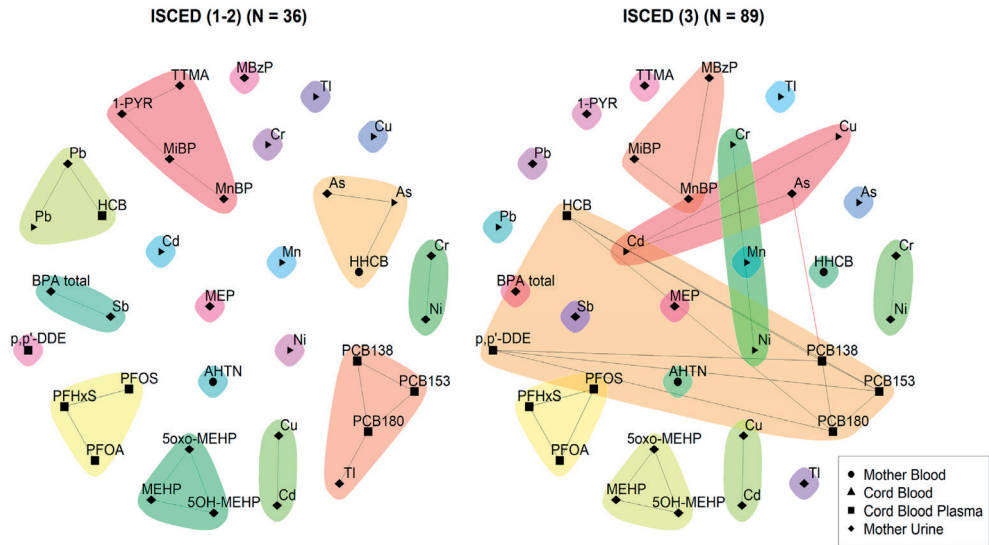 ISCED (1-2) (N = 36)
TTMA
MBzP
1-PYR
Tl
Cr
Cu
Pb
MiBP
MnBP
As
As
Pb
HCB
Cd
Mn
HHCB
Cr
BPA total
Sb
MEP
Ni
p,p'-DDE
Ni
PCB138
AHTN
PFOS
PCB153
PFHxS
PCB180
PFOA
5oxo-MEHP
Cu
MEHP
5OH-MEHP
Cd
Tl
ISCED (3) (N = 89)
TTMA
MBzP
1-PYR
Tl
Cr
Cu
Pb
MiBP
MnBP
As
As
Pb
HCB
Cd
Mn
HHCB
Cr
BPA total
Sb
MEP
Ni
p,p'-DDE
Ni
PCB138
AHTN
PFOS
PCB153
PFHxS
PCB180
PFOA
5oxo-MEHP
Cu
MEHP
5OH-MEHP
Cd
Tl
Mother Blood
Cord Blood
Cord Blood Plasma
Mother Urine